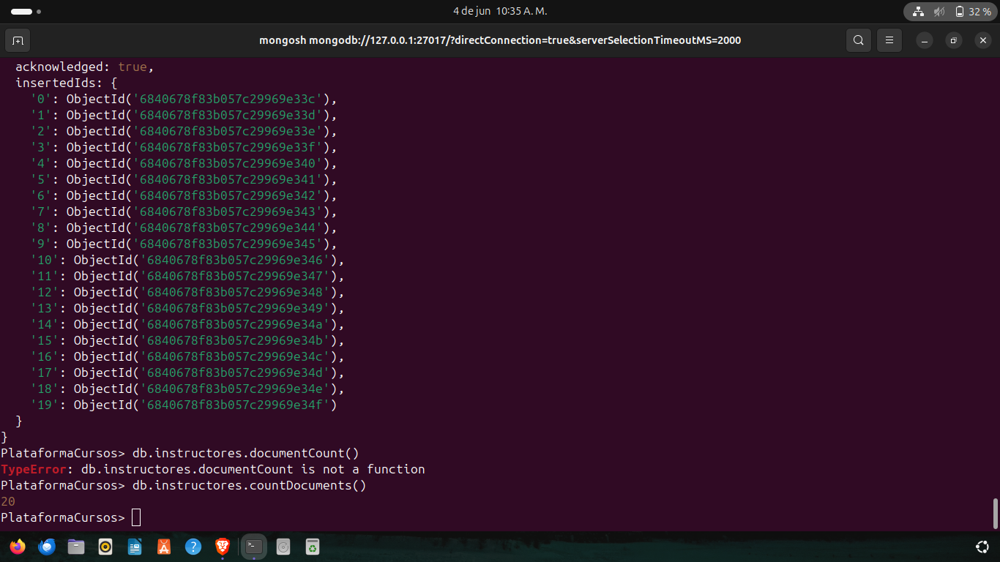 4 de jun 10:35 A. M.
32 %
mongosh mongodb://127.0.0.1:27017/?directConnection=true&serverSelectionTimeoutMS=2000
  acknowledged: true,
  insertedIds: {
    '0': ObjectId('6840678f83b057c29969e33c'),
    '1': ObjectId('6840678f83b057c29969e33d'),
    '2': ObjectId('6840678f83b057c29969e33e'),
    '3': ObjectId('6840678f83b057c29969e33f'),
    '4': ObjectId('6840678f83b057c29969e340'),
    '5': ObjectId('6840678f83b057c29969e341'),
    '6': ObjectId('6840678f83b057c29969e342'),
    '7': ObjectId('6840678f83b057c29969e343'),
    '8': ObjectId('6840678f83b057c29969e344'),
    '9': ObjectId('6840678f83b057c29969e345'),
    '10': ObjectId('6840678f83b057c29969e346'),
    '11': ObjectId('6840678f83b057c29969e347'),
    '12': ObjectId('6840678f83b057c29969e348'),
    '13': ObjectId('6840678f83b057c29969e349'),
    '14': ObjectId('6840678f83b057c29969e34a'),
    '15': ObjectId('6840678f83b057c29969e34b'),
    '16': ObjectId('6840678f83b057c29969e34c'),
    '17': ObjectId('6840678f83b057c29969e34d'),
    '18': ObjectId('6840678f83b057c29969e34e'),
    '19': ObjectId('6840678f83b057c29969e34f')
  }
}
PlataformaCursos> db.instructores.documentCount()
TypeError: db.instructores.documentCount is not a function
PlataformaCursos> db.instructores.countDocuments()
20
PlataformaCursos>